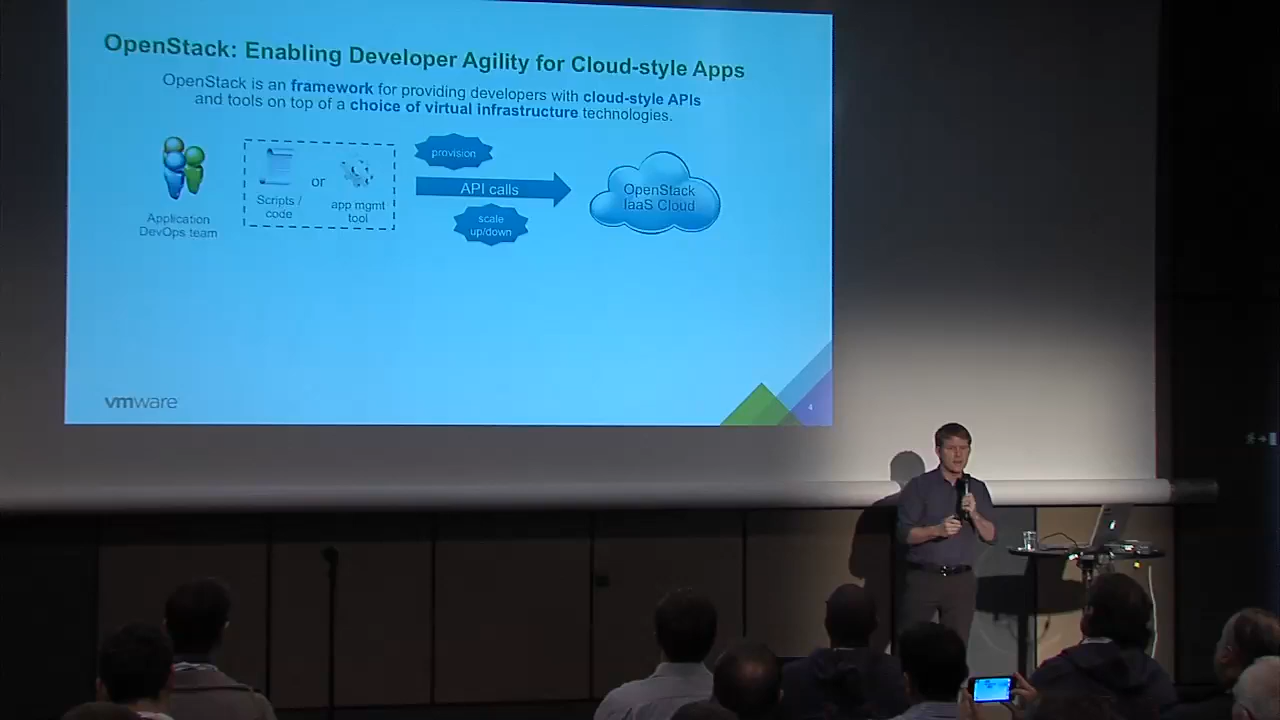 OpenStack: Enabling Developer Agility for Cloud-style Apps
OpenStack is an framework for providing developers with cloud-style APIs
and tools on top of a choice of virtual infrastructure technologies.
provision
Scripts /
code
or
app mgmt
tool
API calls
OpenStack
IaaS Cloud
Application
DevOps team
scale
up/down
vmware
4